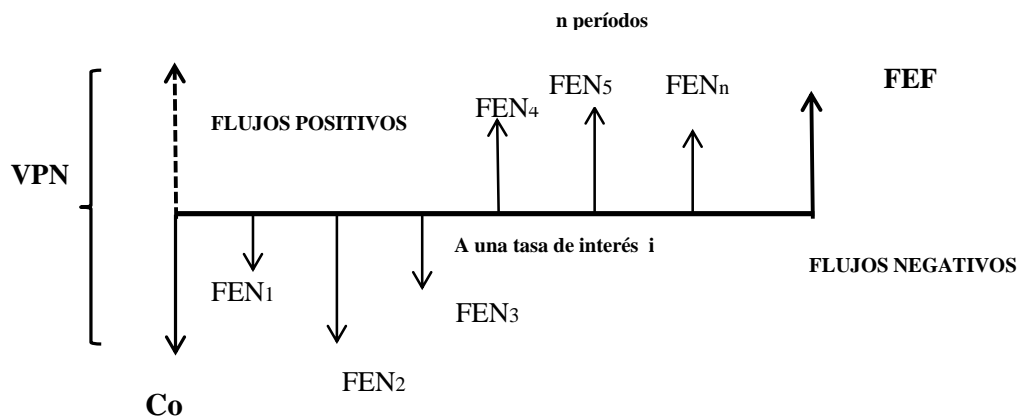 n períodos
FEN5
FENn
FEF
FEN4
FLUJOS POSITIVOS
VPN
A una tasa de interés i
FLUJOS NEGATIVOS
FEN1
FEN3
FEN2
Co